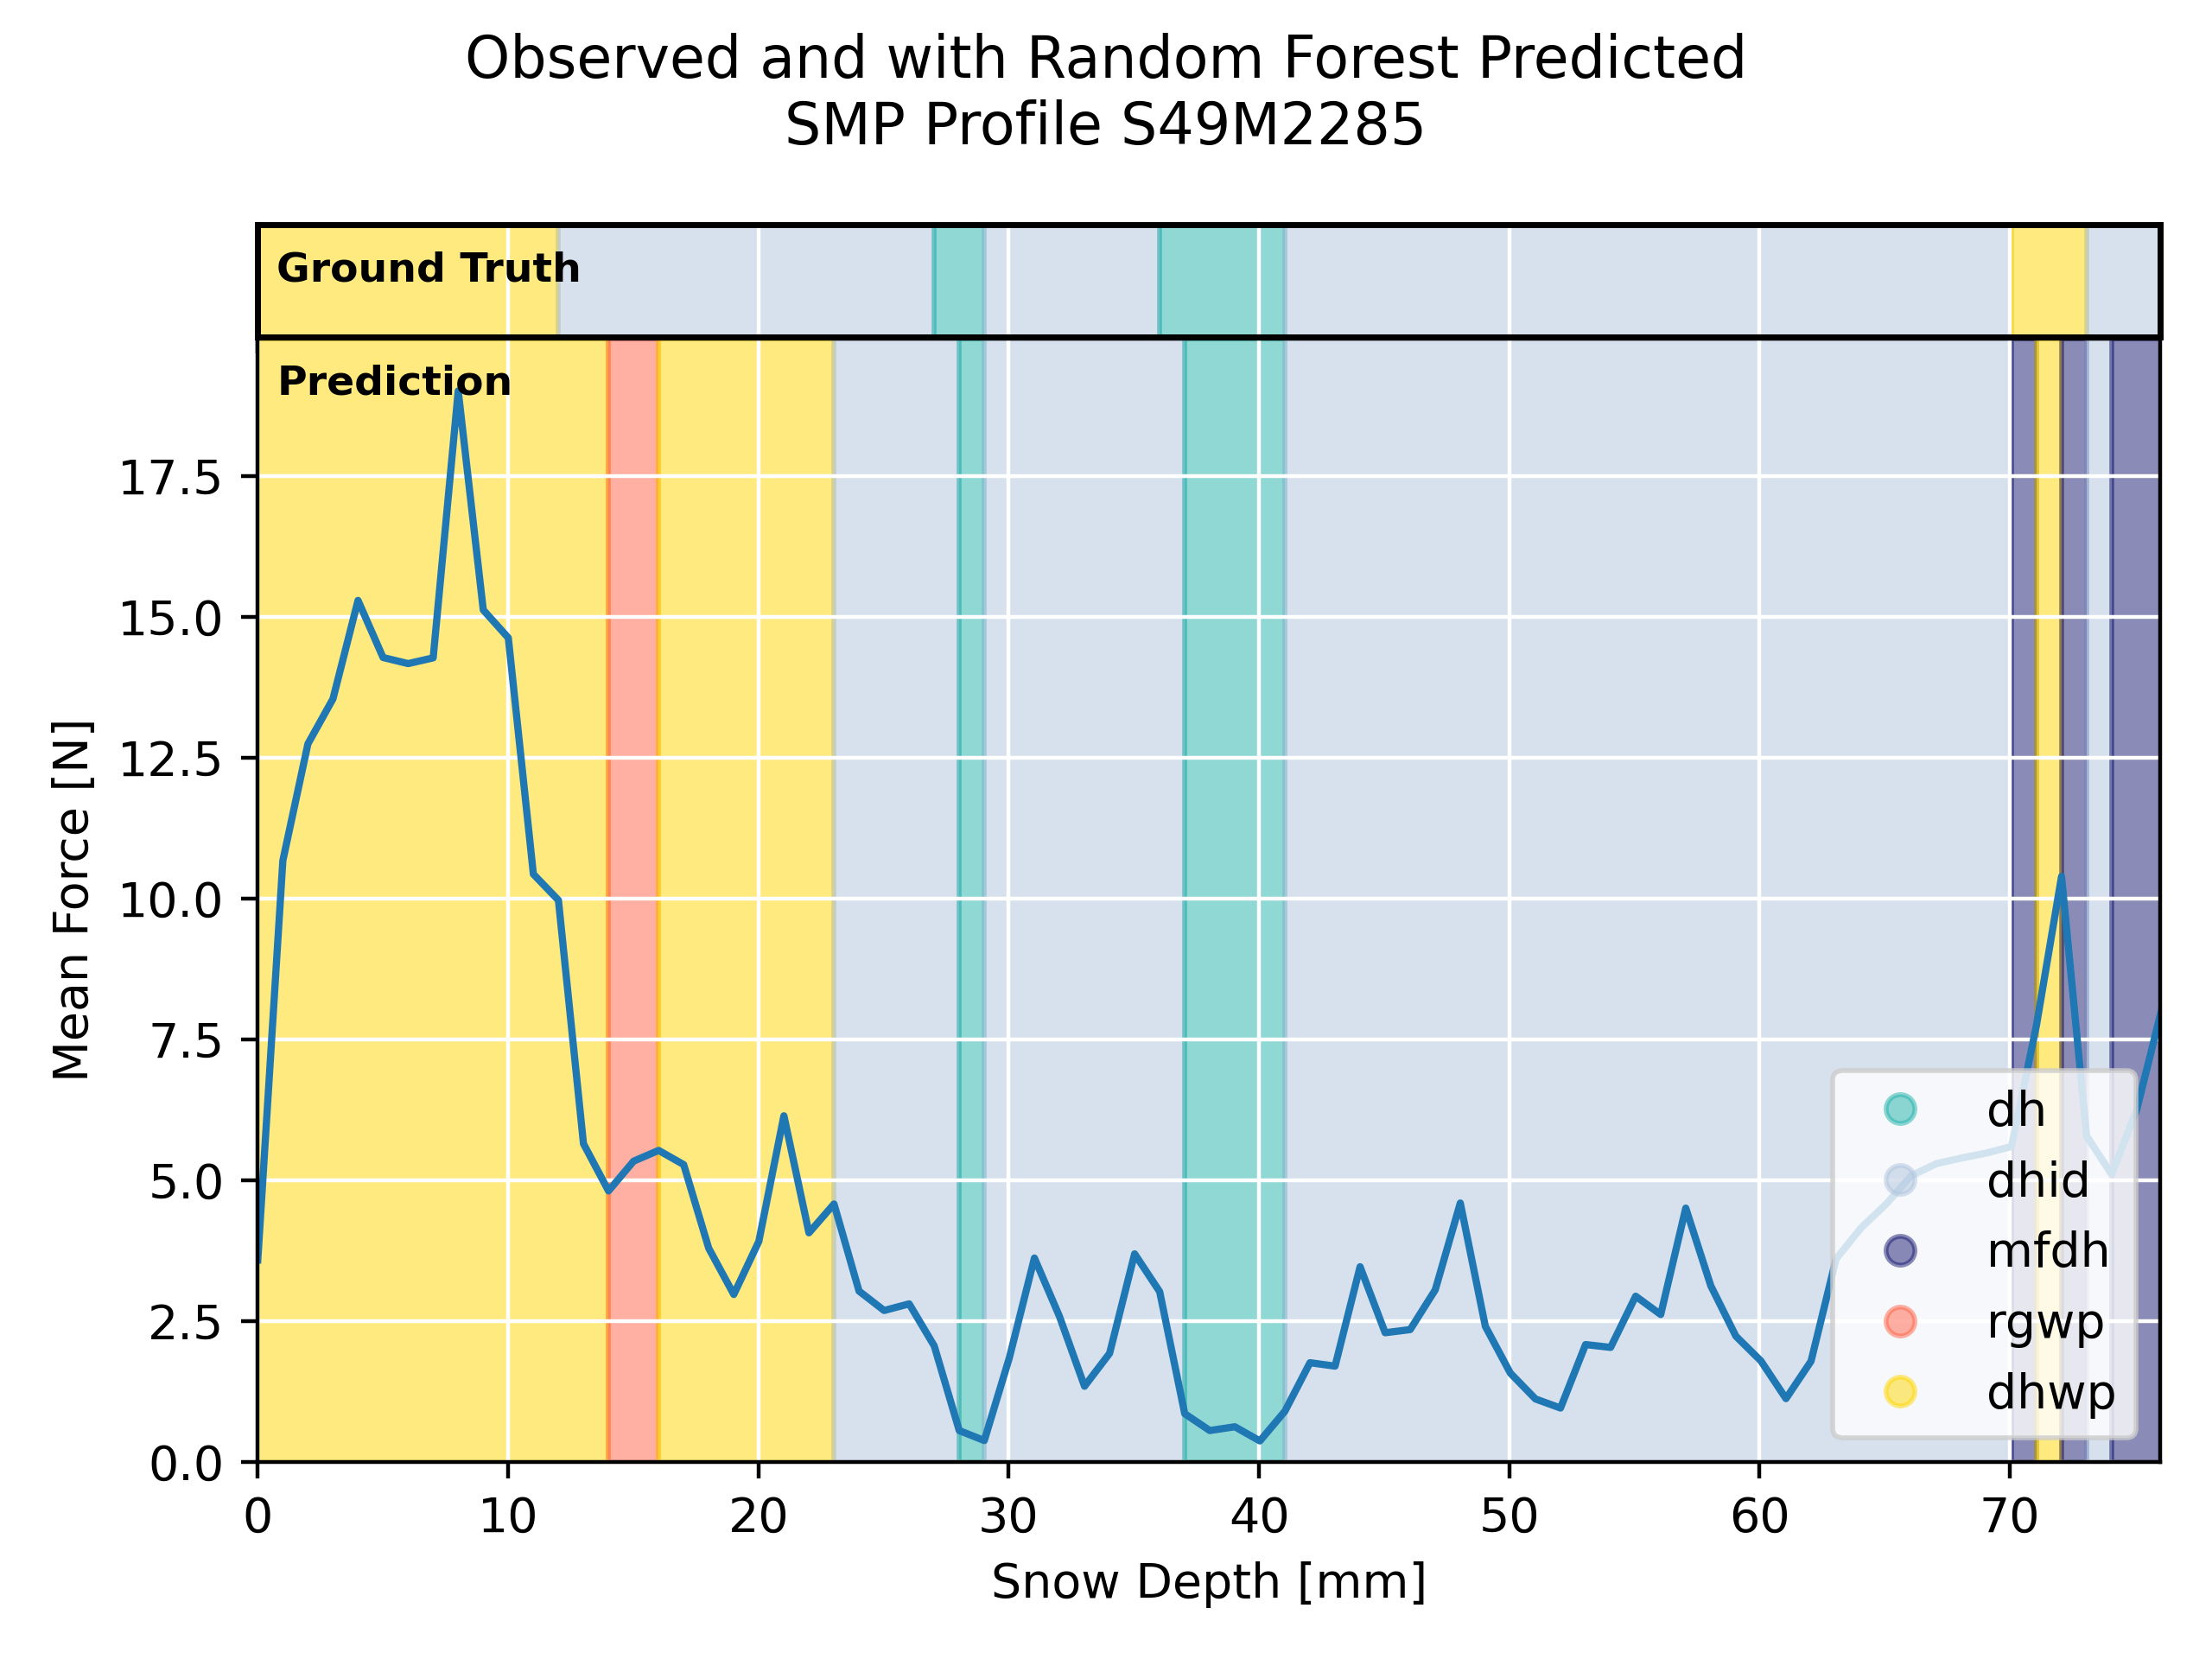 Observed and with Random Forest Predicted
SMP Profile S49M2285
Ground Truth
Prediction
17.5
15.0
12.5
10.0
7.5
5.0
2.5
0.0
Mean Force [N]
dh
dhid
mfdh
rgwp
dhwp
0 10 20 30 40 50 60 70
Snow Depth [mm]